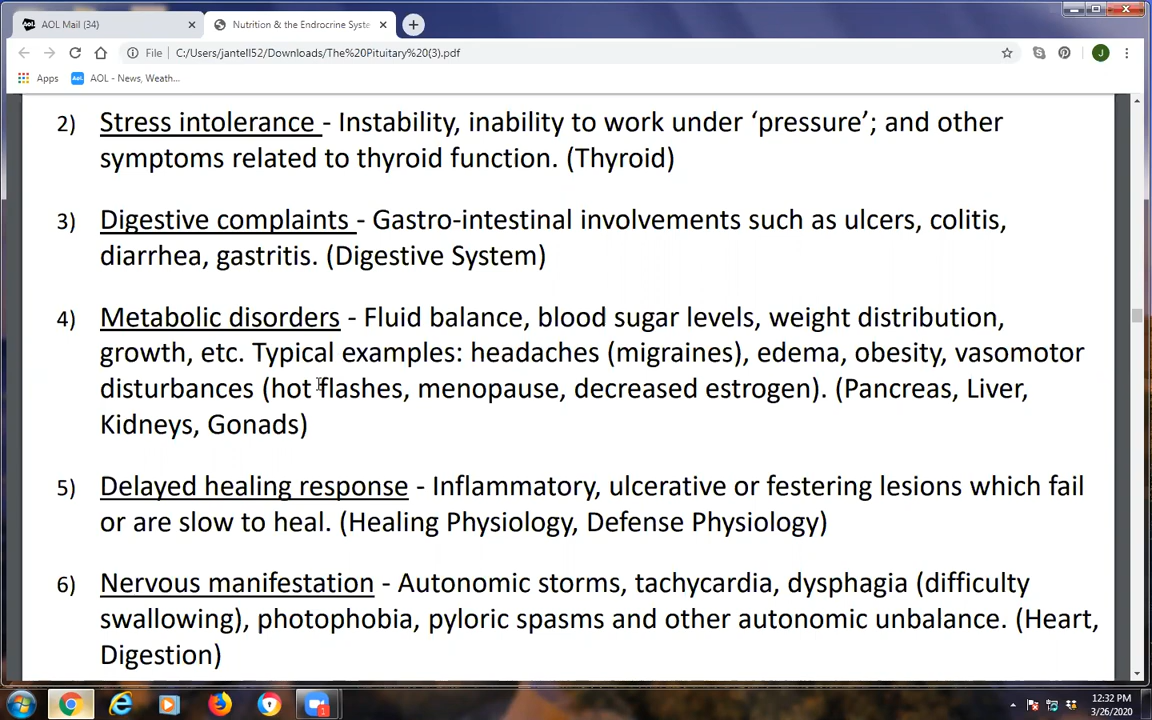 AOL Mail (34)
Nutrition & the Endocrine Syste
File C:/Users/jantell52/Downloads/The%20Pituitary%20(3).pdf
J
Apps AOL - News, Weath...
2) Stress intolerance - Instability, inability to work under ‘pressure’; and other
symptoms related to thyroid function. (Thyroid)
3) Digestive complaints - Gastro-intestinal involvements such as ulcers, colitis,
diarrhea, gastritis. (Digestive System)
4) Metabolic disorders - Fluid balance, blood sugar levels, weight distribution,
growth, etc. Typical examples: headaches (migraines), edema, obesity, vasomotor
disturbances (hot flashes, menopause, decreased estrogen). (Pancreas, Liver,
Kidneys, Gonads)
5) Delayed healing response - Inflammatory, ulcerative or festering lesions which fail
or are slow to heal. (Healing Physiology, Defense Physiology)
6) Nervous manifestation - Autonomic storms, tachycardia, dysphagia (difficulty
swallowing), photophobia, pyloric spasms and other autonomic unbalance. (Heart,
Digestion)
12:32 PM
3/26/2020